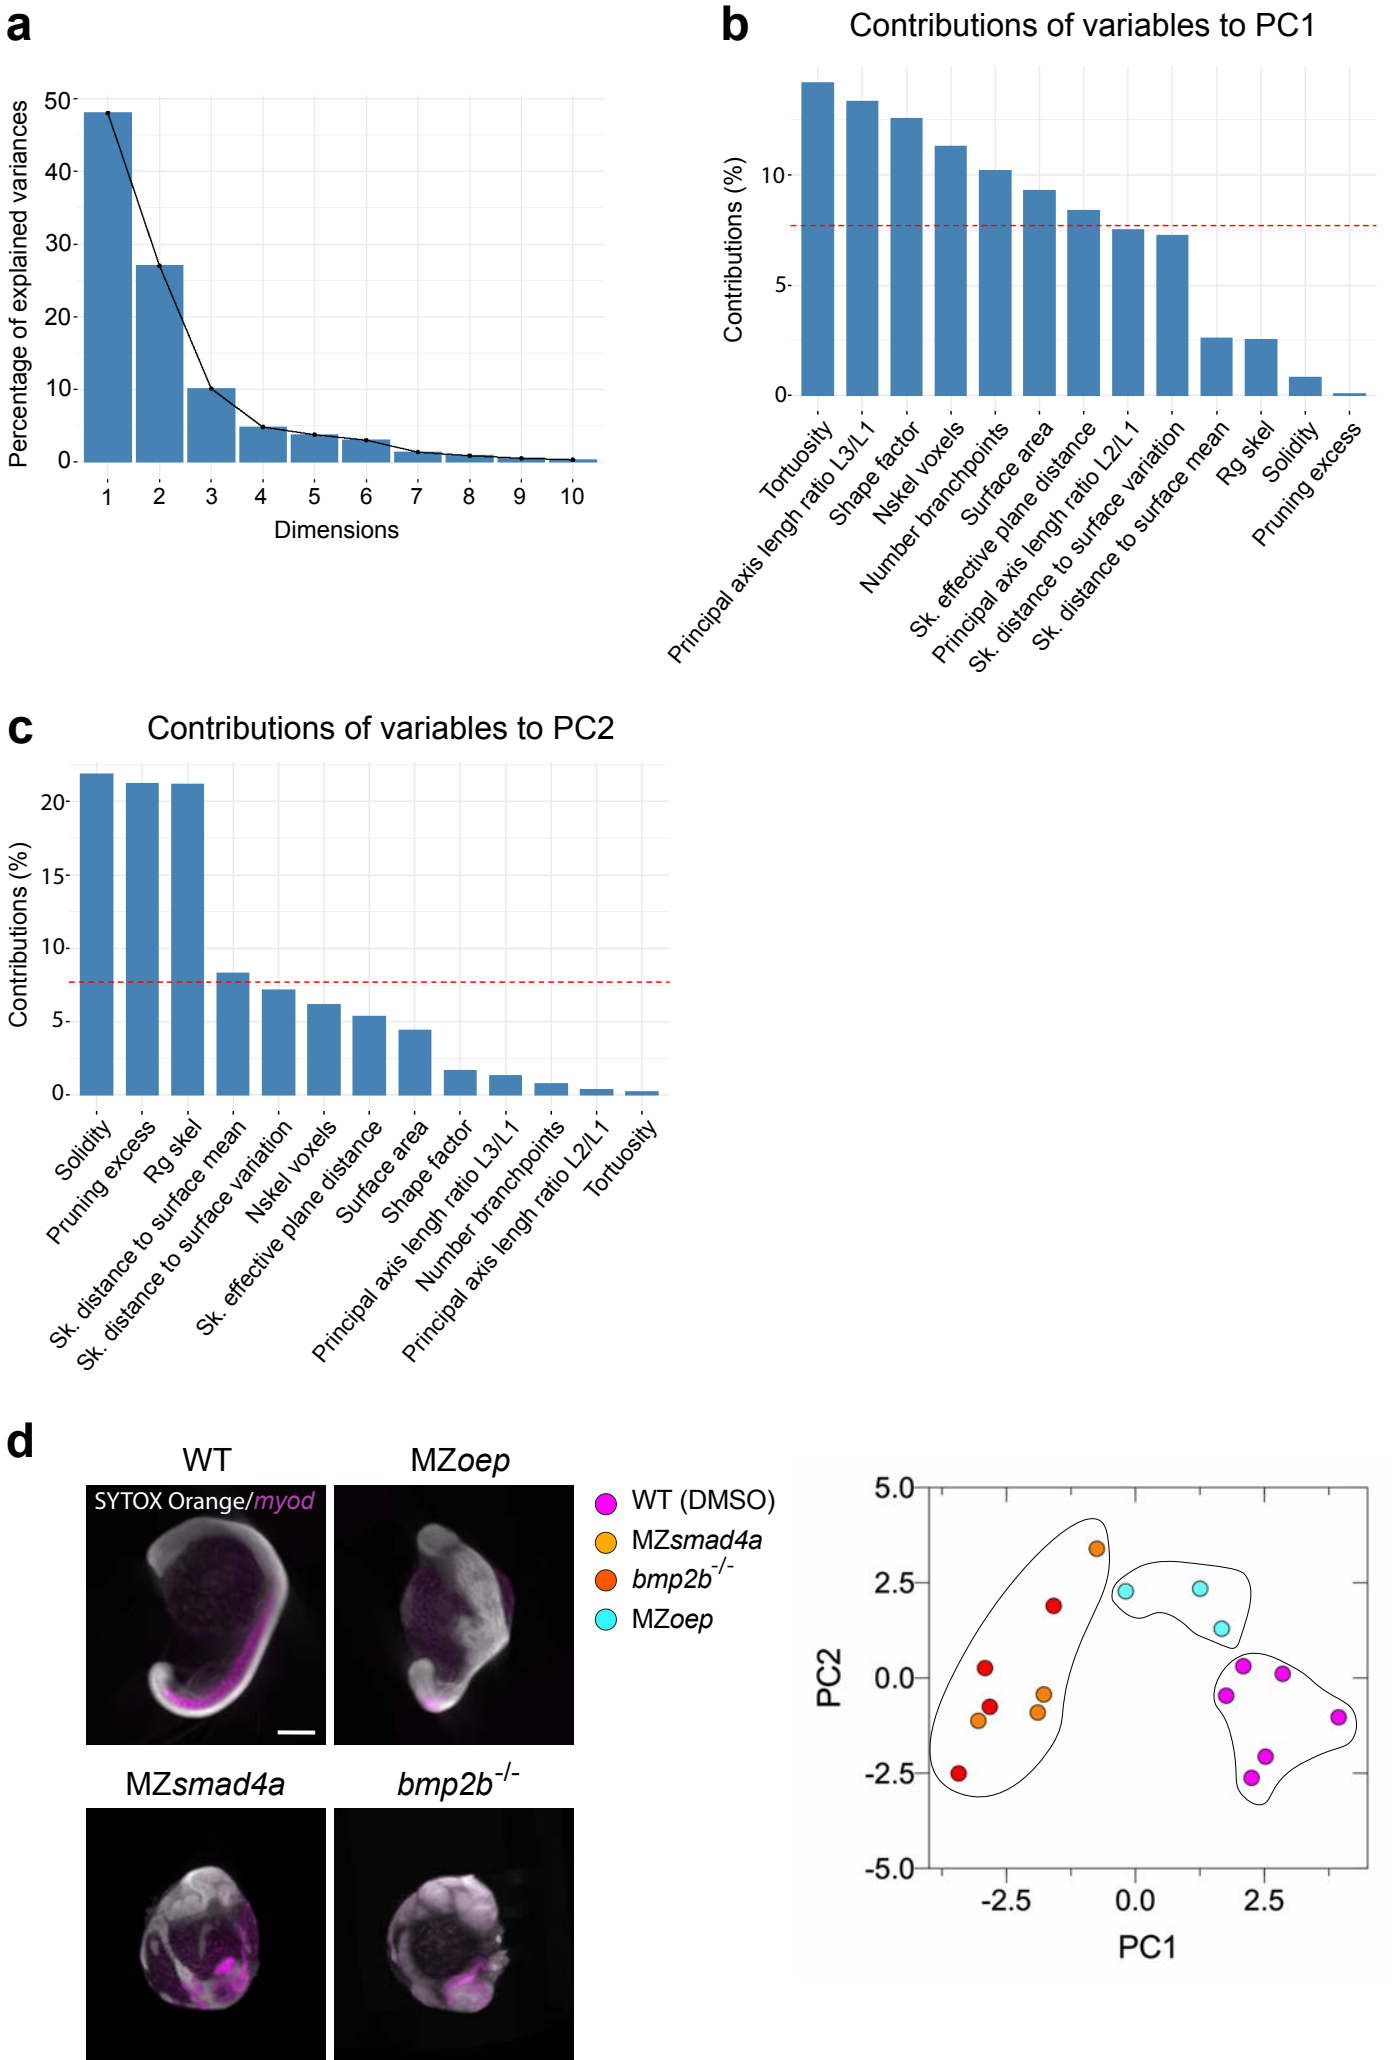 a
Percentage of explained variances
50
40
30
20
10
0
1 2 3 4 5 6 7 8 9 10
Dimensions
b
Contributions of variables to PC1
Contributions (%)
10
5
0
Tortuosity
Principal axis lengh ratio L3/L1
Shape factor
Nskel voxels
Number branchpoints
Surface area
Sk. effective plane distance
Principal axis lengh ratio L2/L1
Sk. distance to surface variation
Sk. distance to surface mean
Rg skel
Solidity
Pruning excess
c
Contributions of variables to PC2
Contributions (%)
20
15
10
5
0
Solidity
Pruning excess
Rg skel
Sk. distance to surface mean
Sk. distance to surface variation
Nskel voxels
Sk. effective plane distance
Surface area
Shape factor
Principal axis lengh ratio L3/L1
Number branchpoints
Principal axis lengh ratio L2/L1
Tortuosity
d
WT
SYTOX Orange/myod
MZoep
MZsmad4a
bmp2b-/-
WT (DMSO)
MZsmad4a
bmp2b-/-
MZoep
PC2
5.0
2.5
0.0
-2.5
-5.0
-2.5 0.0 2.5
PC1